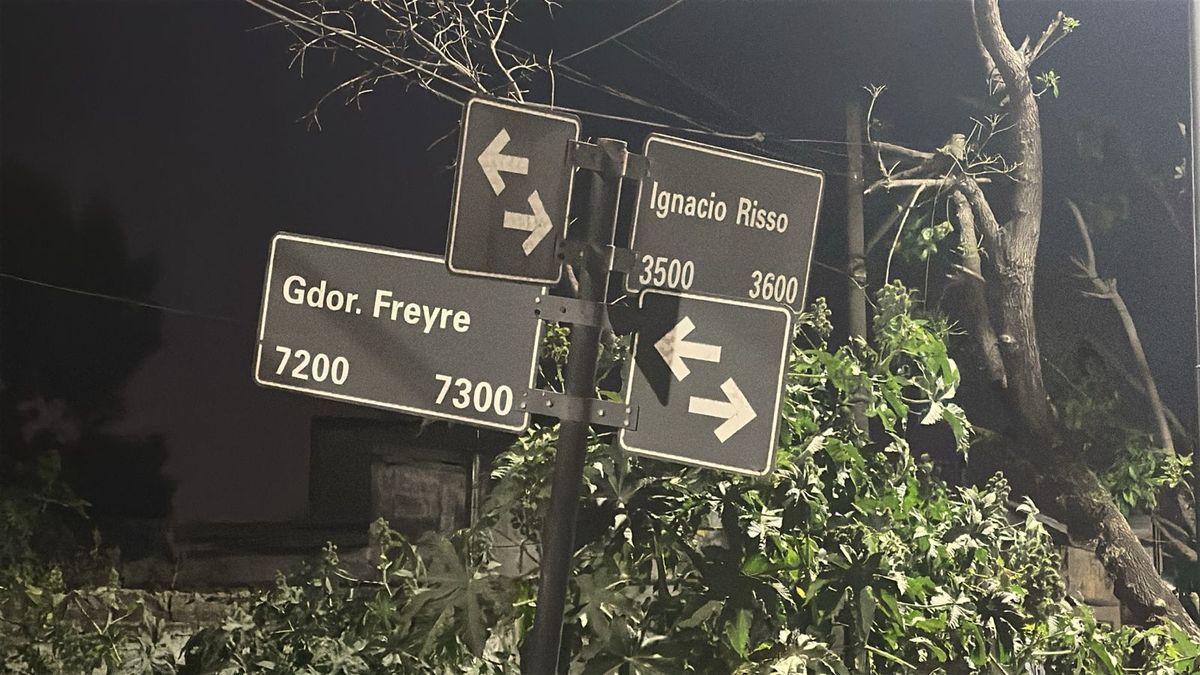 Gdor. Freyre
7200 7300
Ignacio Risso
3500 3600